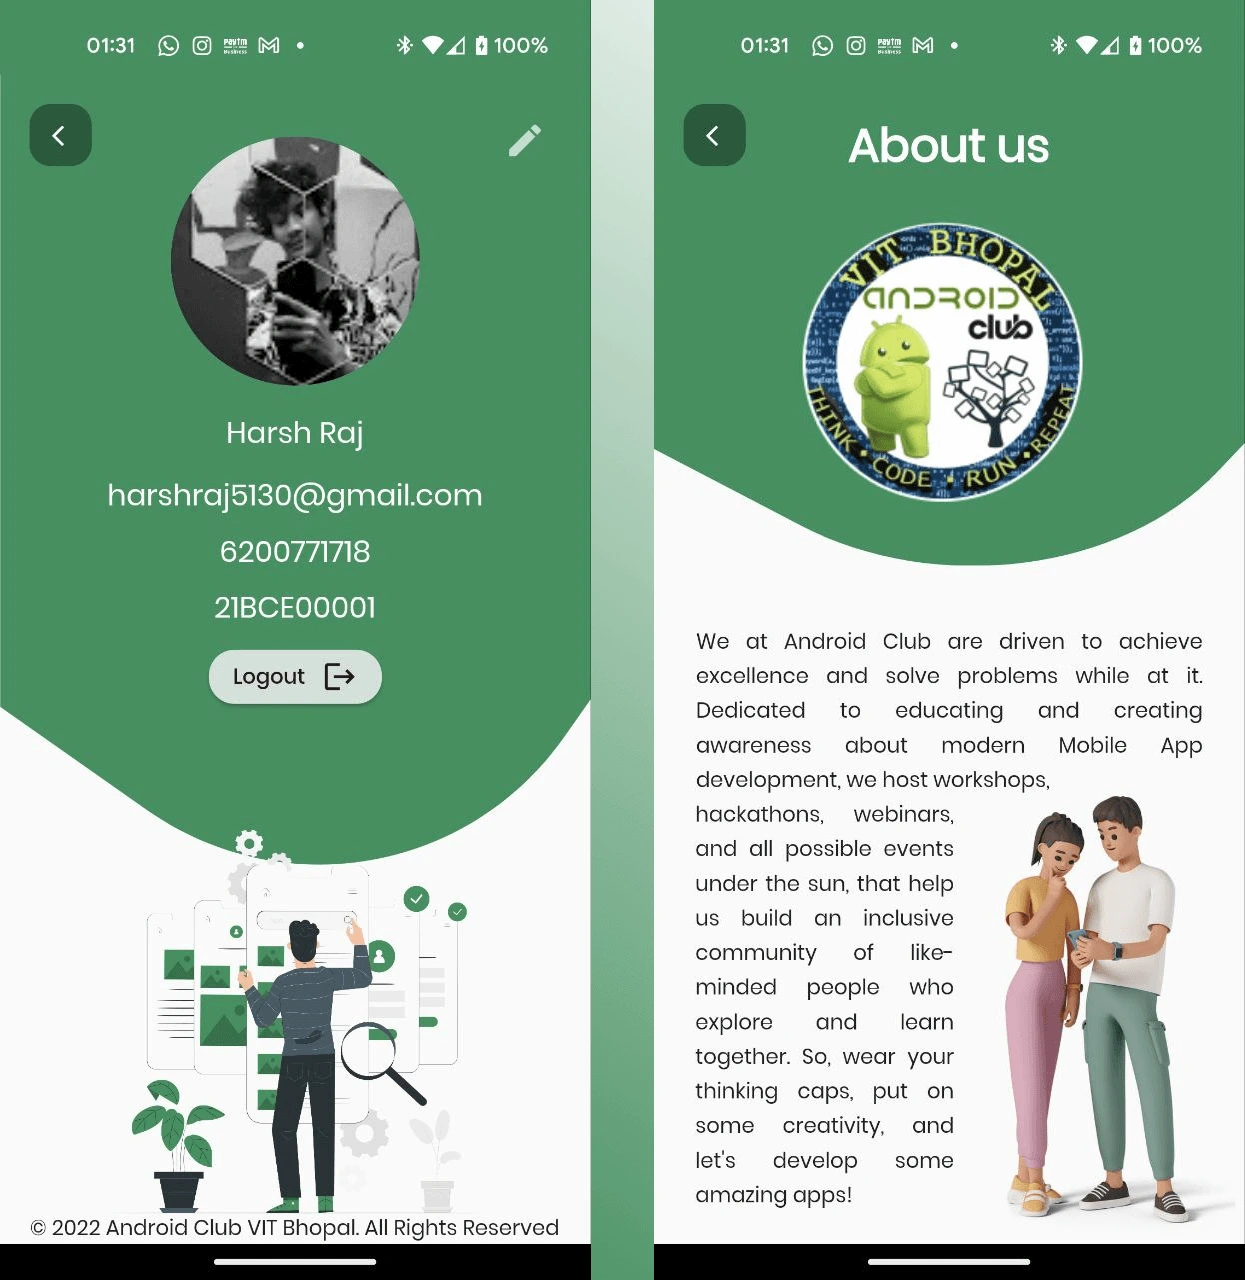 01:31
paytm
Business
100%
Harsh Raj
harshraj5130@gmail.com
6200771718
21BCE00001
Logout
© 2022 Android Club VIT Bhopal. All Rights Reserved
01:31
paytm
Business
100%
About us
VIT BHOPAL
ANDROID
club
THINK • CODE • RUN • REPEAT
We at Android Club are driven to achieve
excellence and solve problems while at it.
Dedicated to educating and creating
awareness about modern Mobile App
development, we host workshops,
hackathons, webinars,
and all possible events
under the sun, that help
us build an inclusive
community of like-
minded people who
explore and learn
together. So, wear your
thinking caps, put on
some creativity, and
let's develop some
amazing apps!